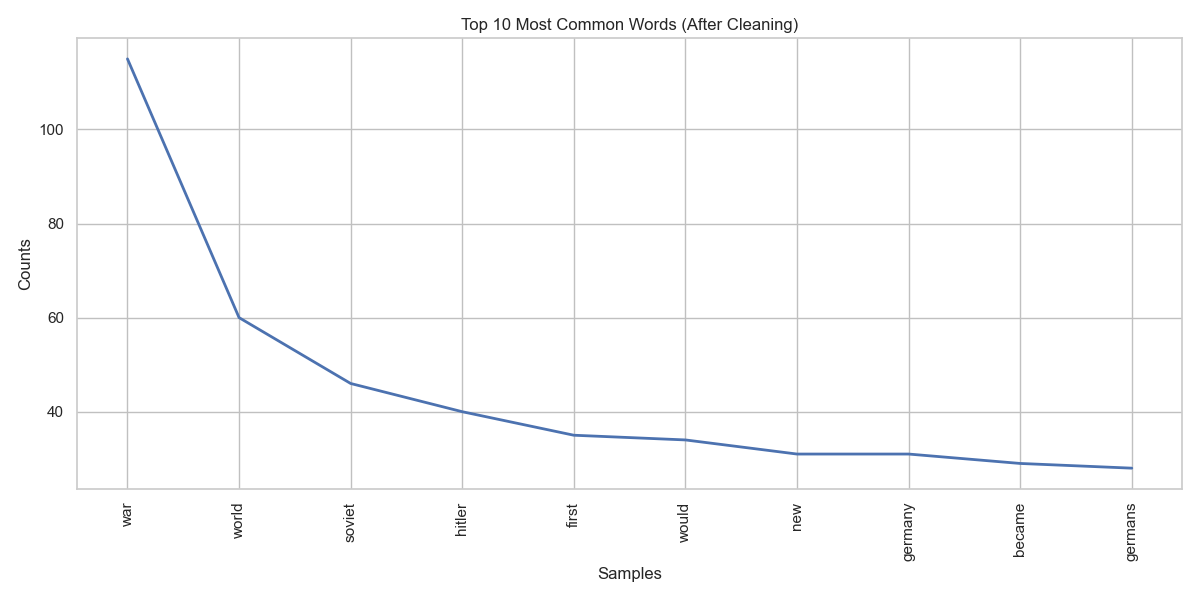 Top 10 Most Common Words (After Cleaning)
100
80
60
40
Counts
war
world
soviet
hitler
first
would
new
germany
became
germans
Samples